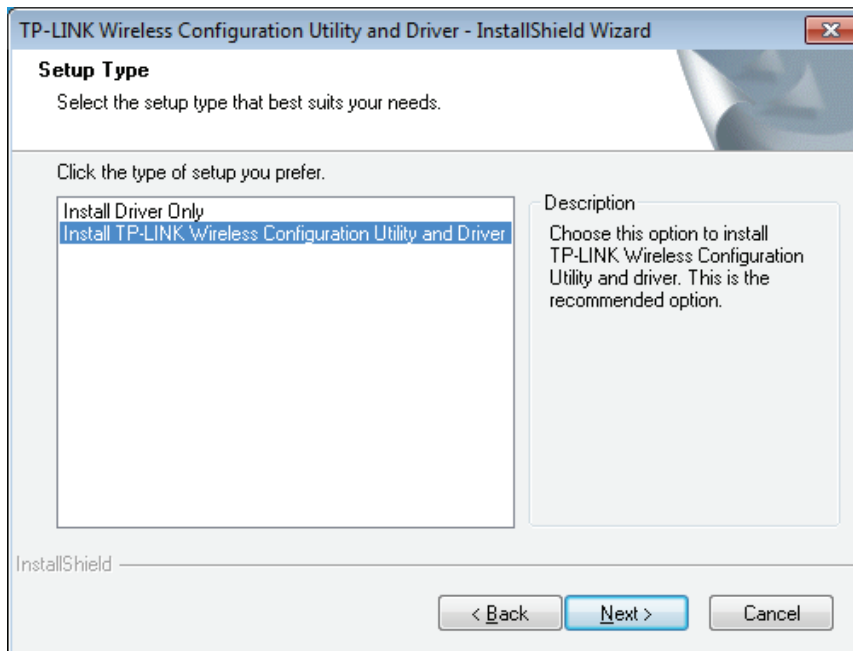 TP-LINK Wireless Configuration Utility and Driver - InstallShield Wizard
Setup Type
Select the setup type that best suits your needs.
Click the type of setup you prefer.
Install Driver Only
Install TP-LINK Wireless Configuration Utility and Driver
Description
Choose this option to install
TP-LINK Wireless Configuration
Utility and driver. This is the
recommended option.
InstallShield
< Back
Next >
Cancel